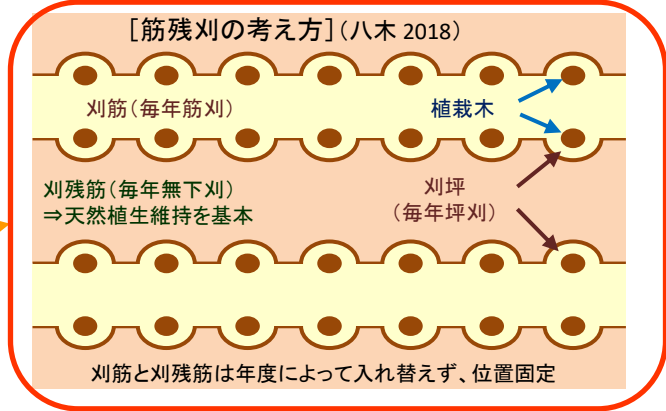 ［筋残刈の考え方］（八木 2018）
刈筋（毎年筋刈）
植栽木
刈残筋（毎年無下刈）
⇒天然植生維持を基本
刈坪
（毎年坪刈）
刈筋と刈残筋は年度によって入れ替えず、位置固定